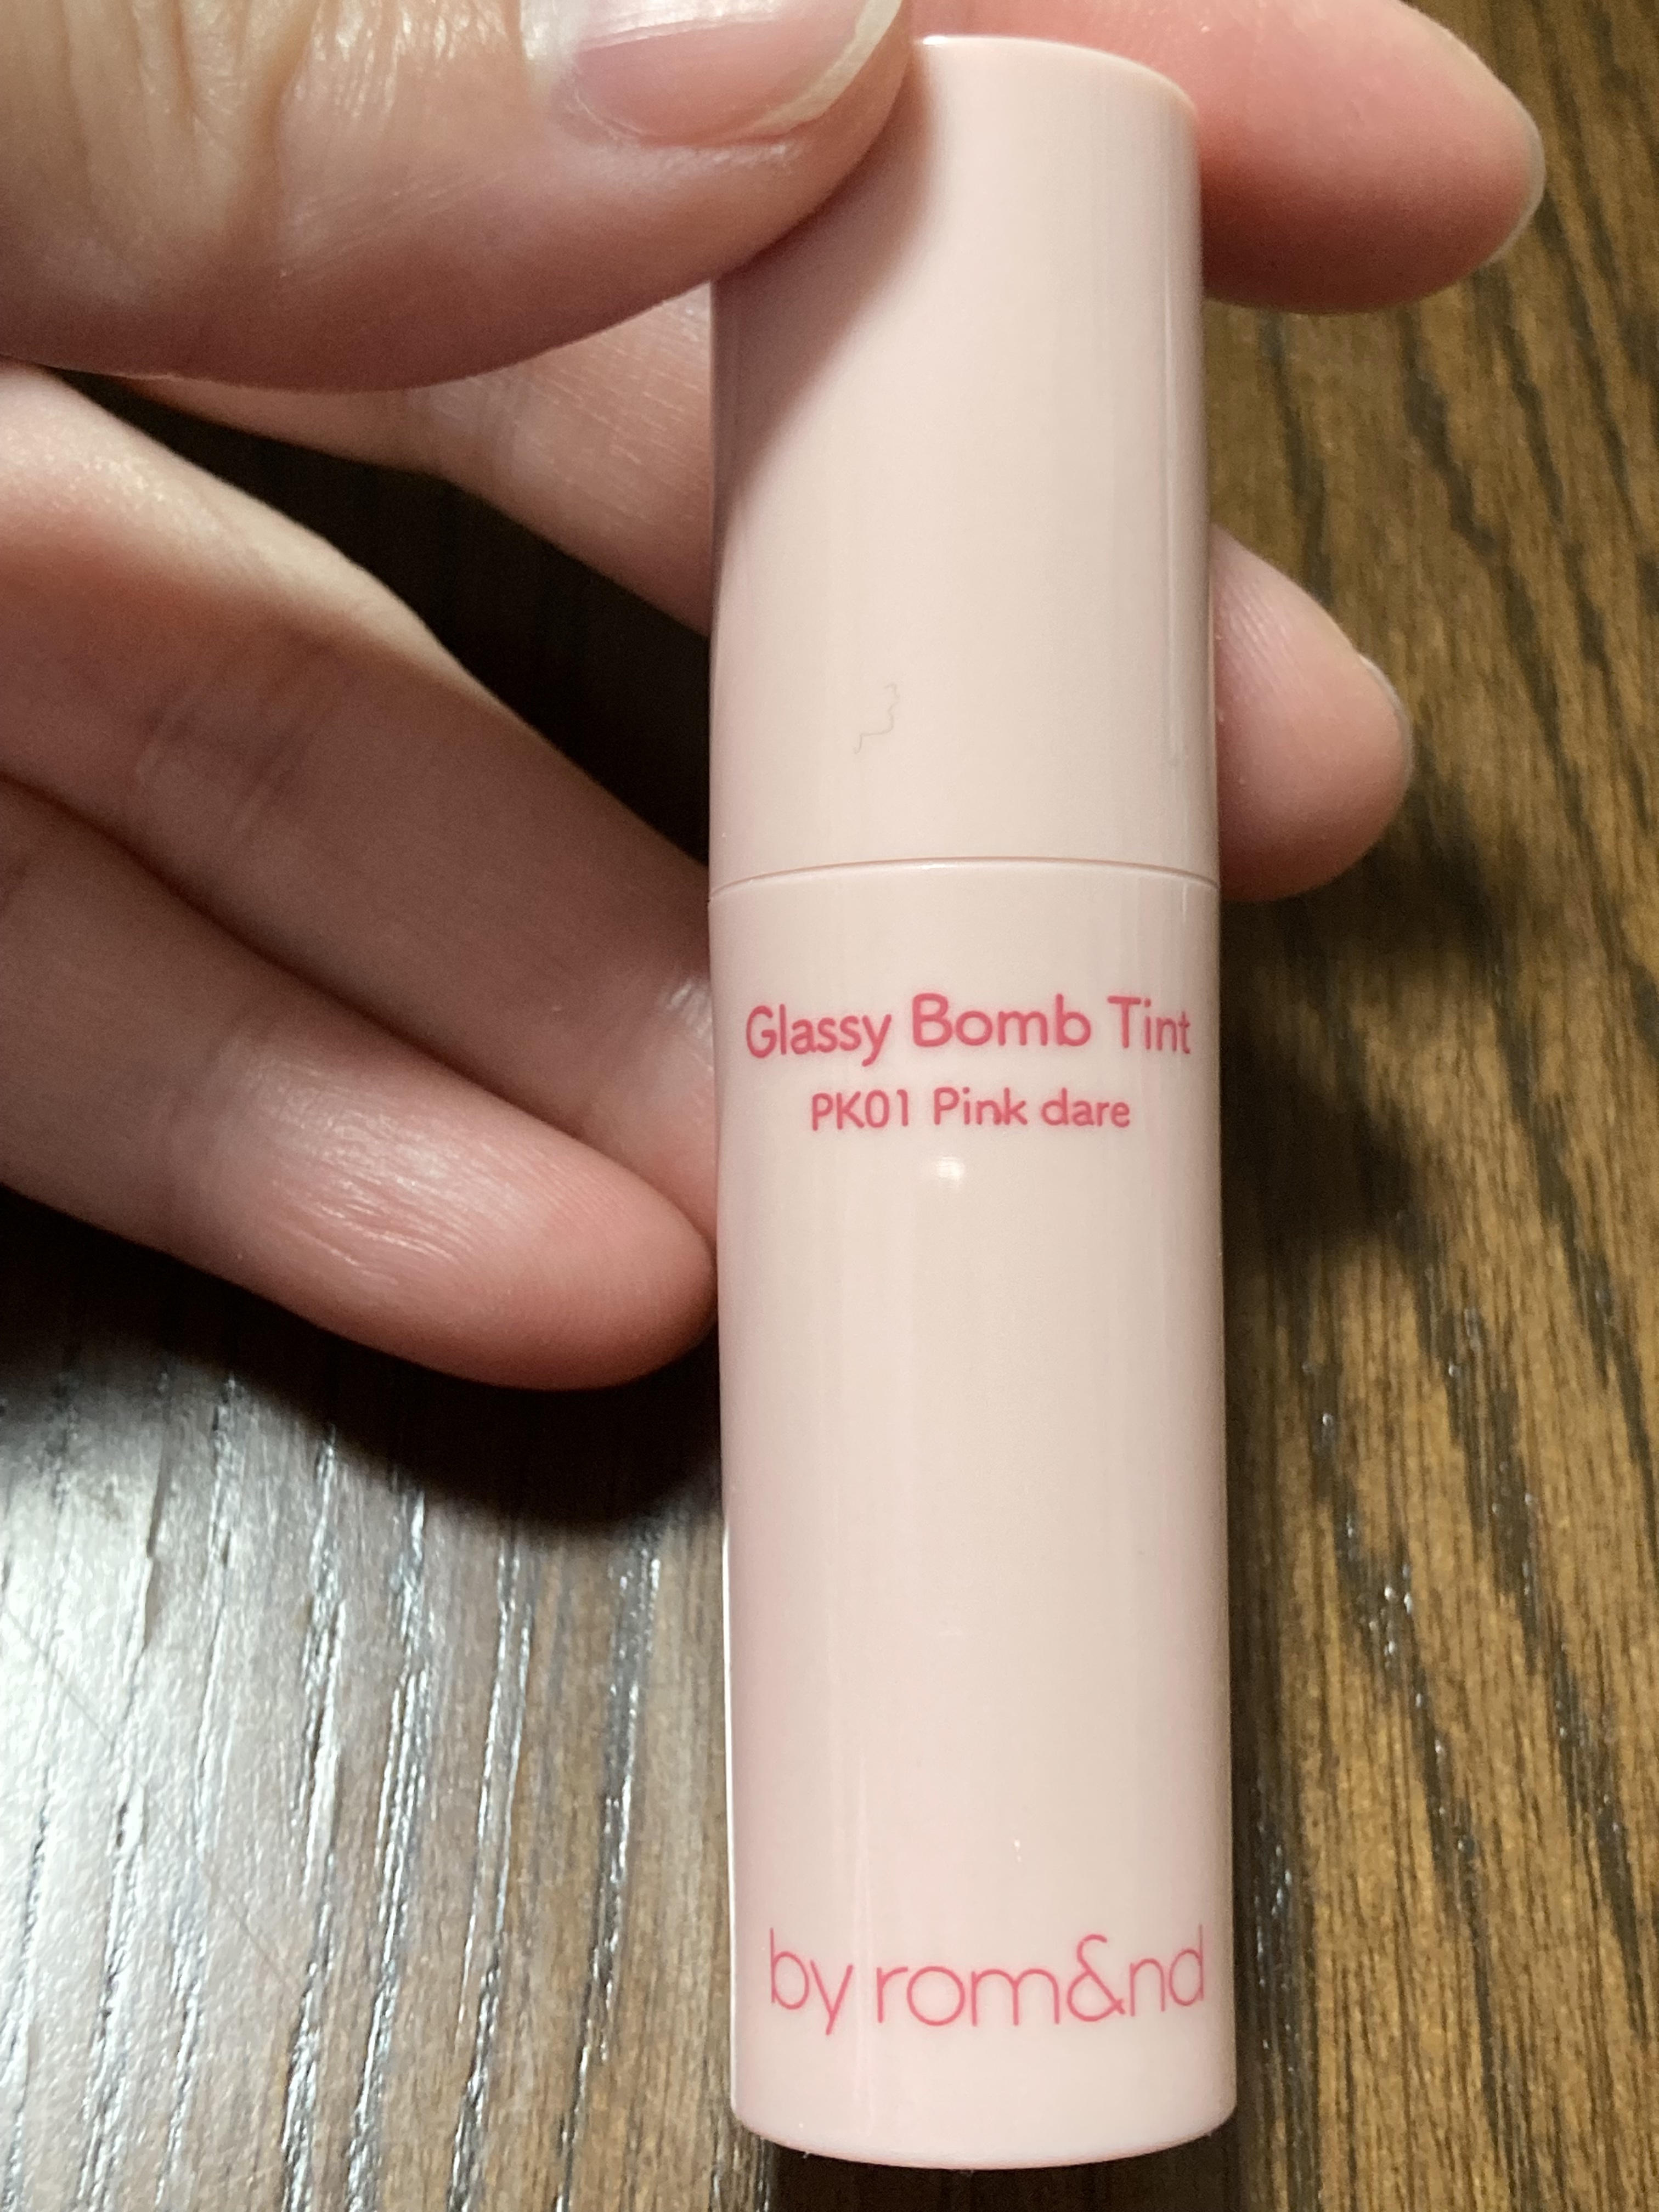 Glassy Bomb Tint
PK01 Pink dare
by rom&nd